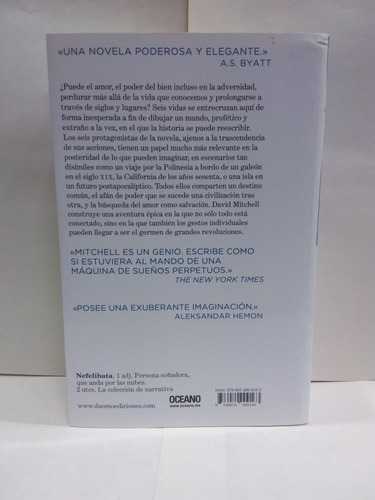 «UNA NOVELA PODEROSA Y ELEGANTE.»
A.S. BYATT
¿Puede el amor, el poder del bien incluso en la adversidad,
perdurar más allá de la vida que conocemos y prolongarse a
través de siglos y lugares? Seis vidas se entrecruzan aquí de
forma inesperada a fin de dibujar un mundo, profético y
extraño a la vez, en el que la historia se puede reescribir.
Los seis protagonistas de la novela, ajenos a la trascendencia
de sus acciones, tienen un papel mucho más relevante en la
posteridad de lo que pueden imaginar, en escenarios tan
disímiles como un viaje por la Polinesia a bordo de un galeón
en el siglo XIX, la California de los años sesenta, o una isla en
un futuro postapocalíptico. Todos ellos comparten un destino
común, el afán de poder que se sucede una civilización tras
otra, y la búsqueda del amor como salvación. David Mitchell
construye una aventura épica en la que no sólo todo está
conectado, sino en la que también los gestos individuales
pueden llegar a ser el germen de grandes revoluciones.
«MITCHELL ES UN GENIO. ESCRIBE COMO
SI ESTUVIERA AL MANDO DE UNA
MÁQUINA DE SUEÑOS PERPETUOS.»
THE NEW YORK TIMES
«POSEE UNA EXUBERANTE IMAGINACIÓN.»
ALEKSANDAR HEMON
Nefelibata 1 adj. Persona soñadora,
que anda por las nubes.
2 utcs. La colección de narrativa
www.duomoediciones.com
OCEANO
www.oceano.mx